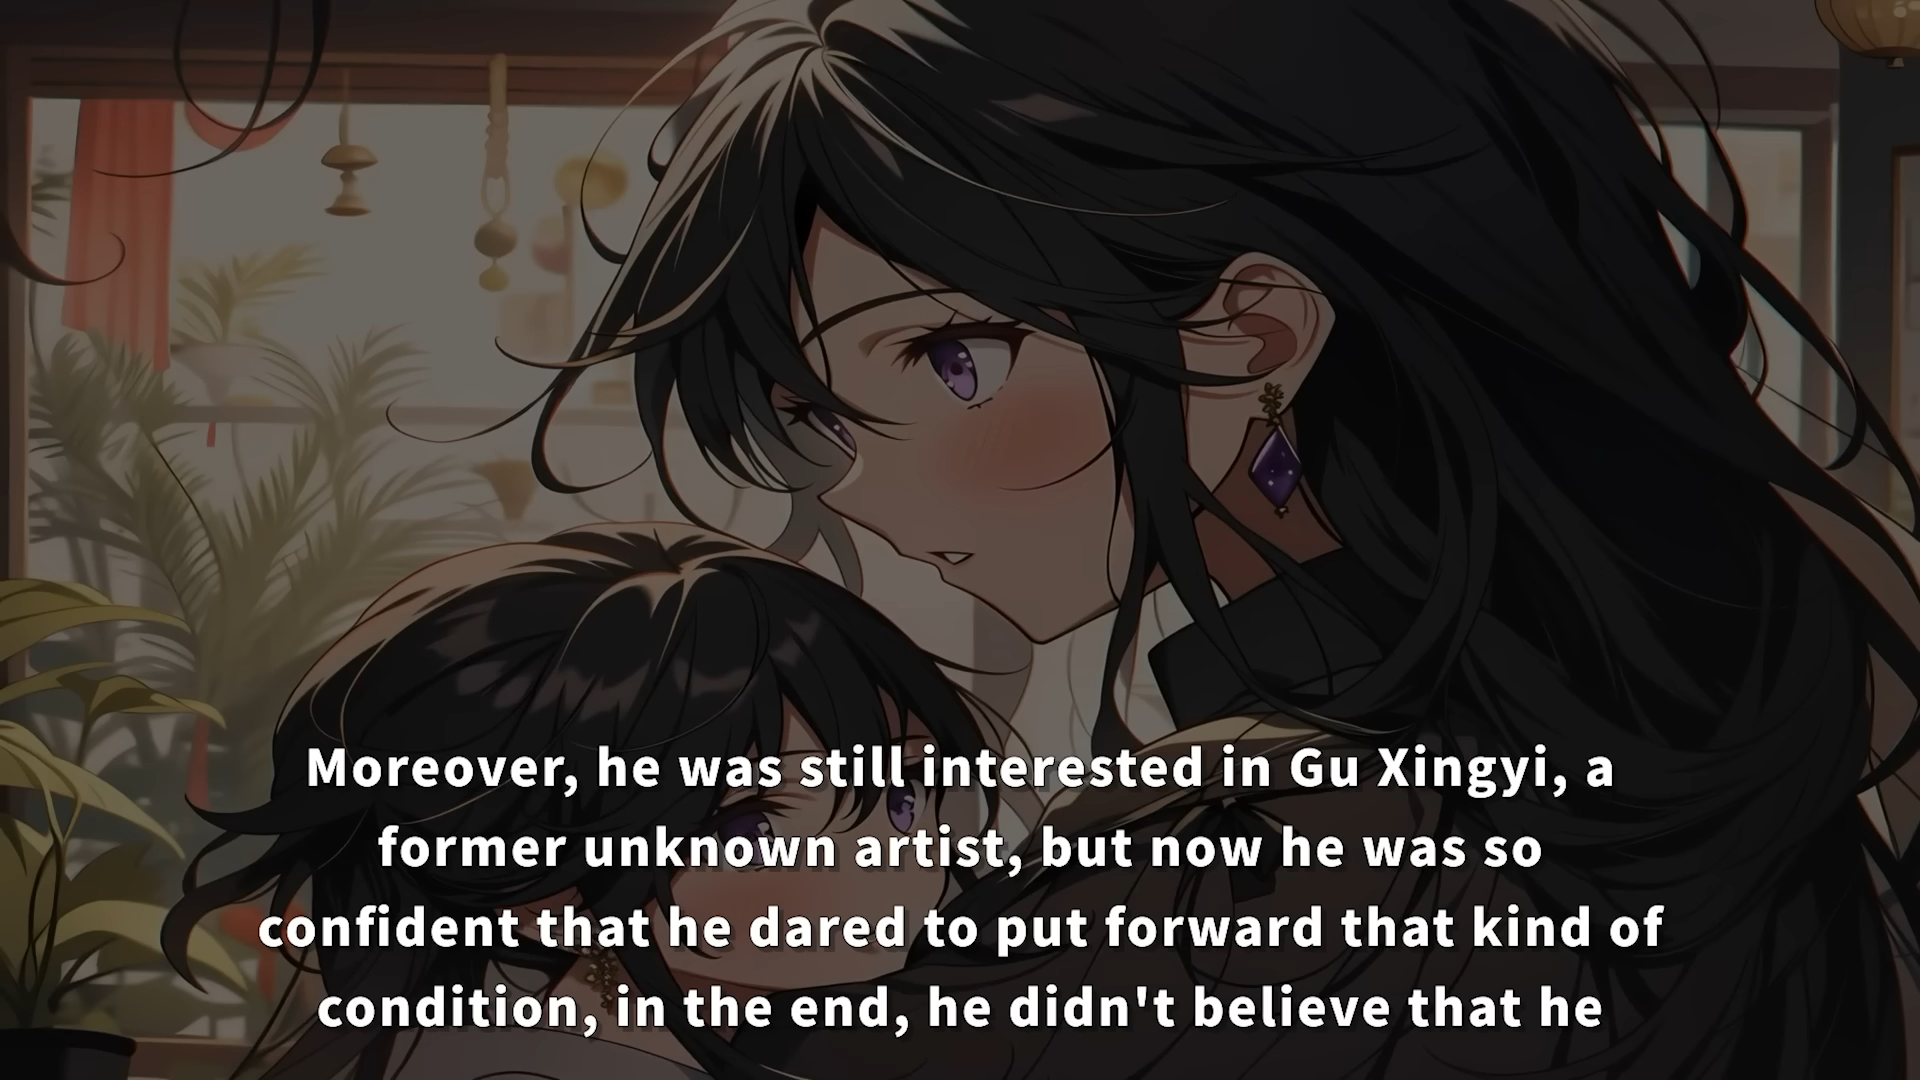 Moreover, he was still interested in Gu Xingyi, a
former unknown artist, but now he was so
confident that he dared to put forward that kind of
condition, in the end, he didn't believe that he